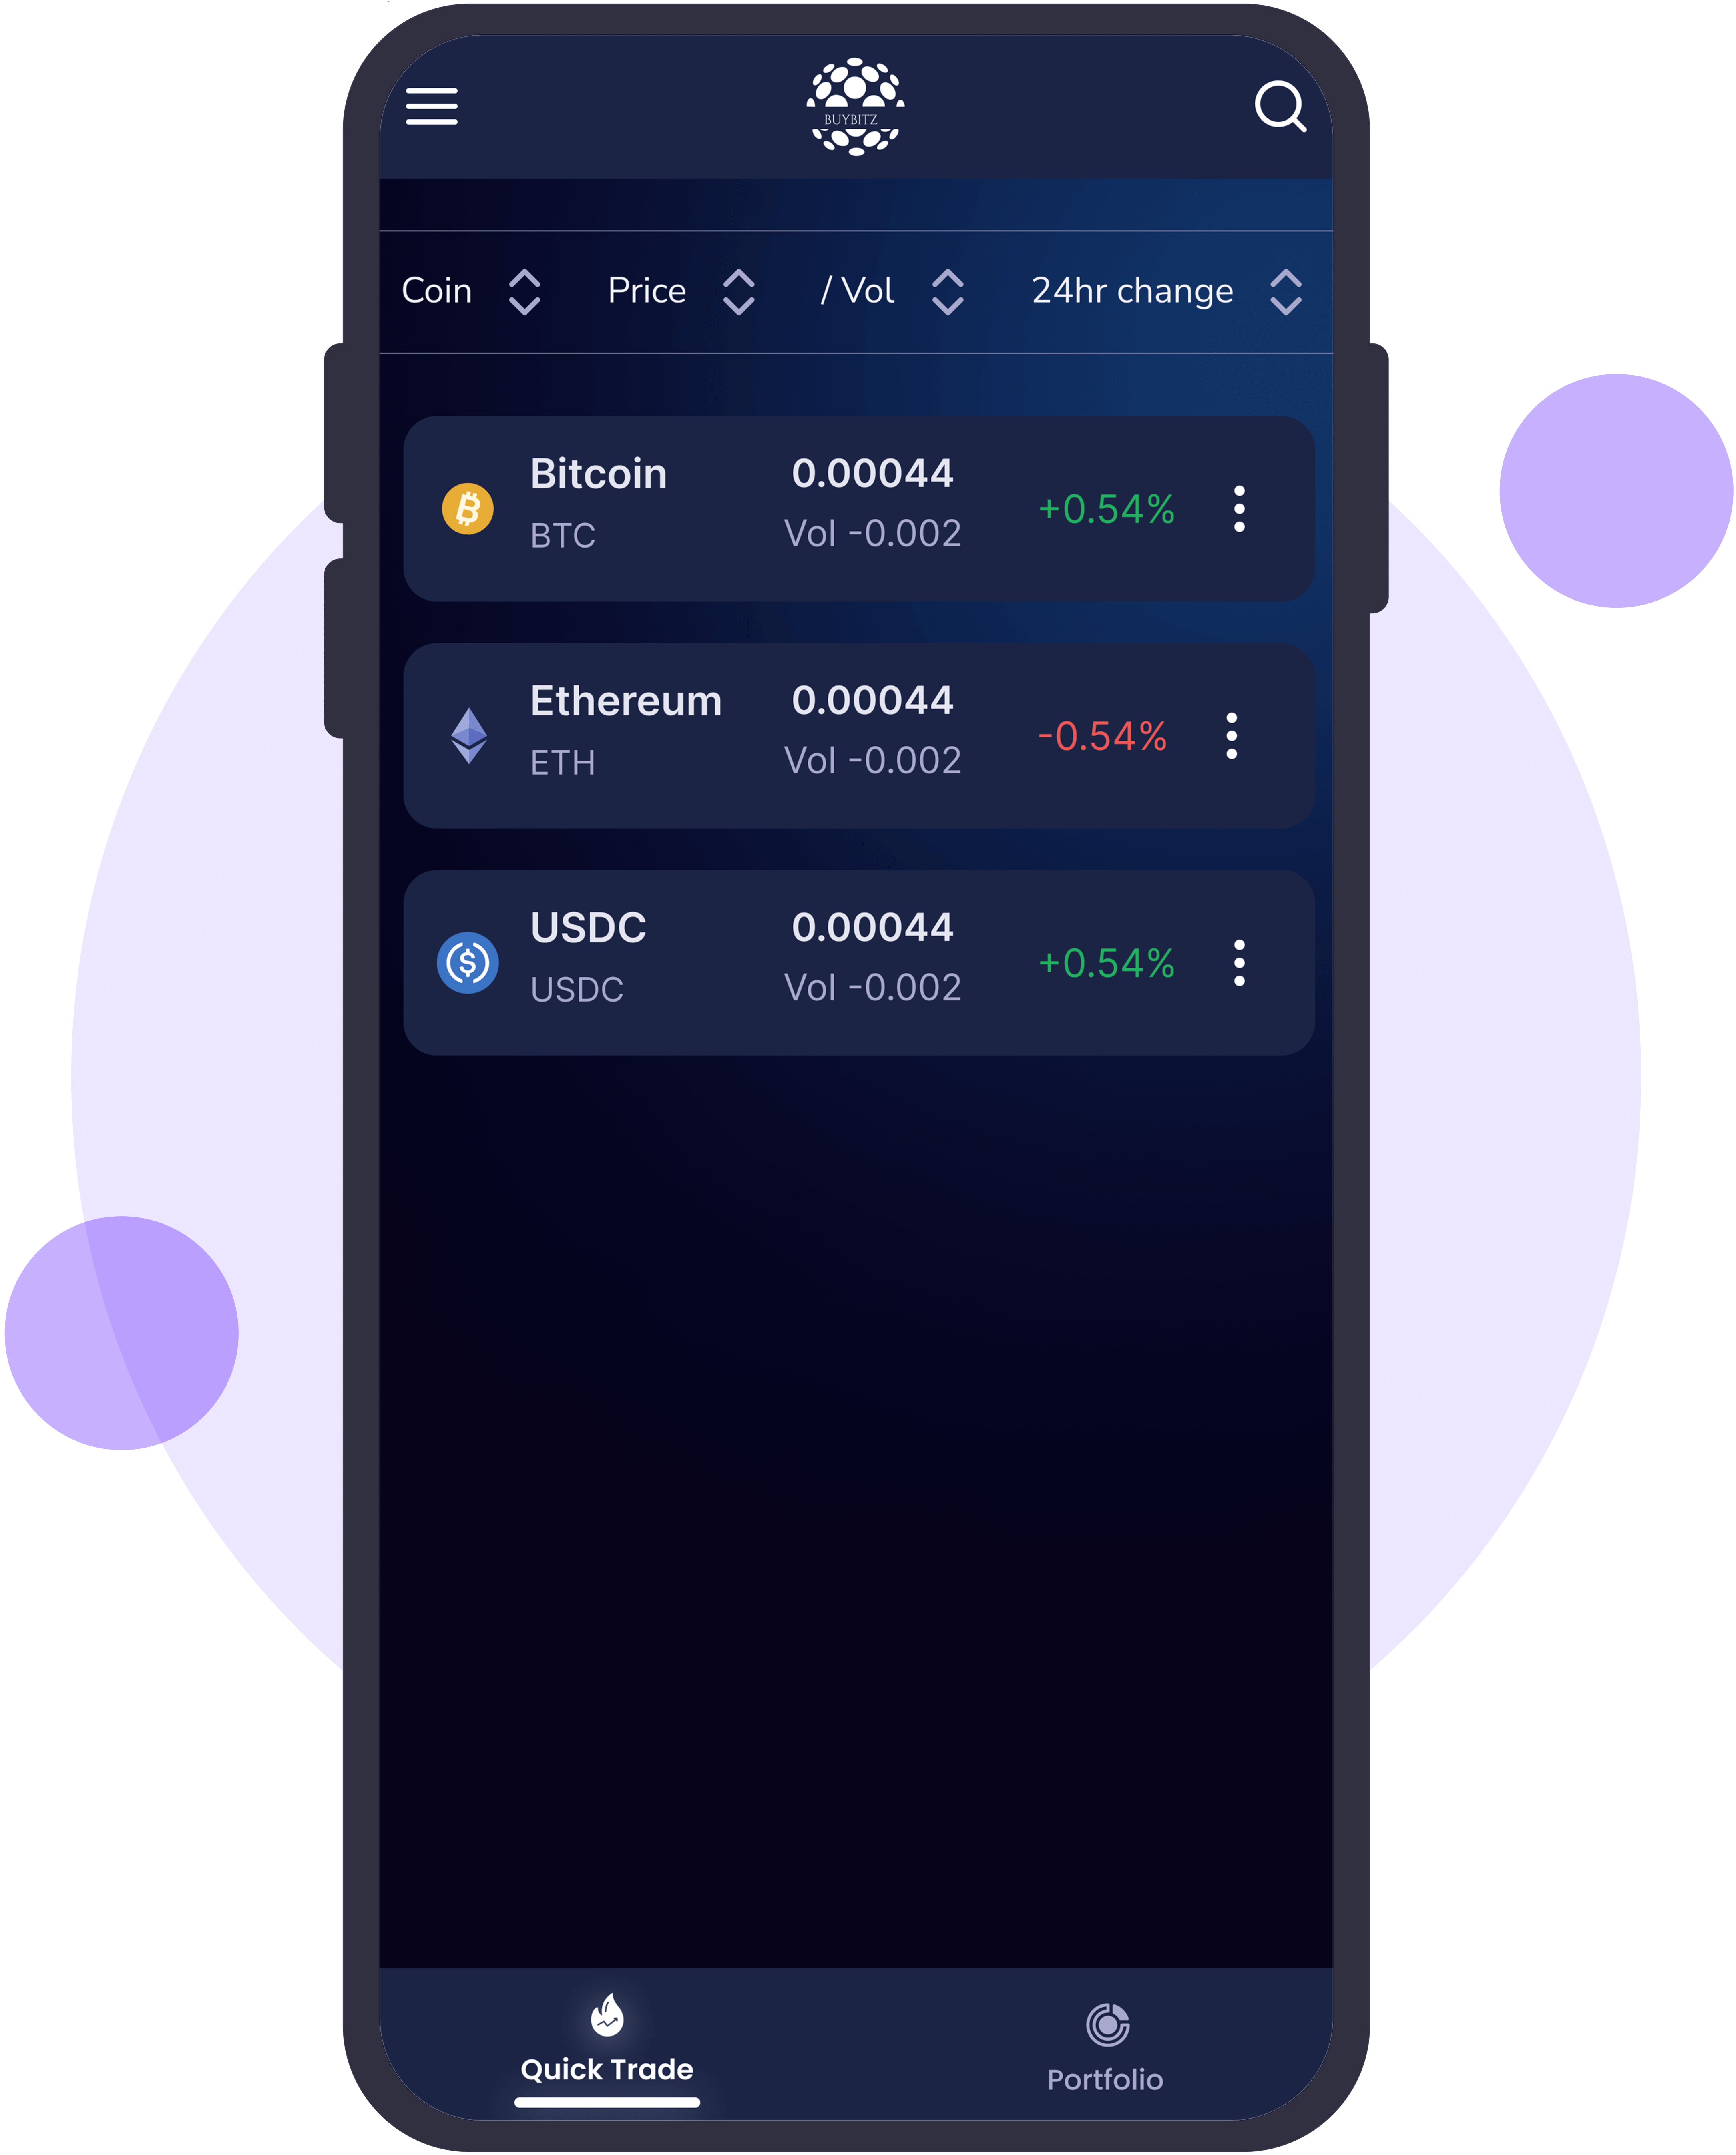 BUYBITZ
Coin Price / Vol 24hr change
Bitcoin 0.00044
BTC Vol -0.002
+0.54%
Ethereum 0.00044
ETH Vol -0.002
-0.54%
USDC 0.00044
USDC Vol -0.002
+0.54%
Quick Trade
Portfolio